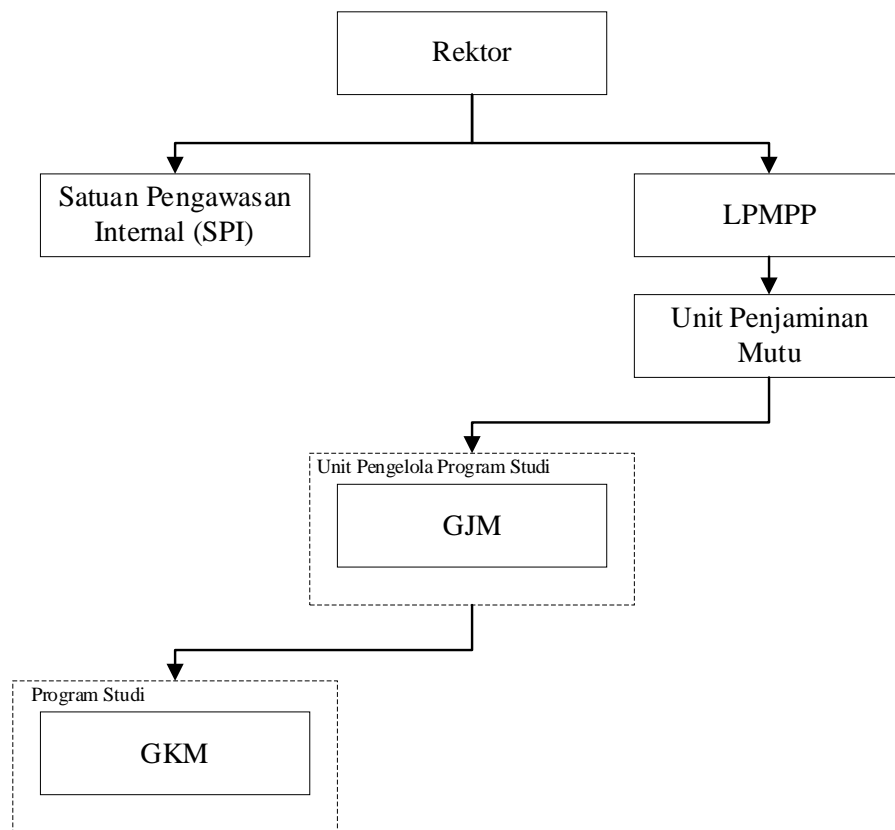 Rektor
Satuan Pengawasan
Internal (SPI)
LPMPP
Unit Penjaminan
Mutu
Unit Pengelola Program Studi
GJM
Program Studi
GKM